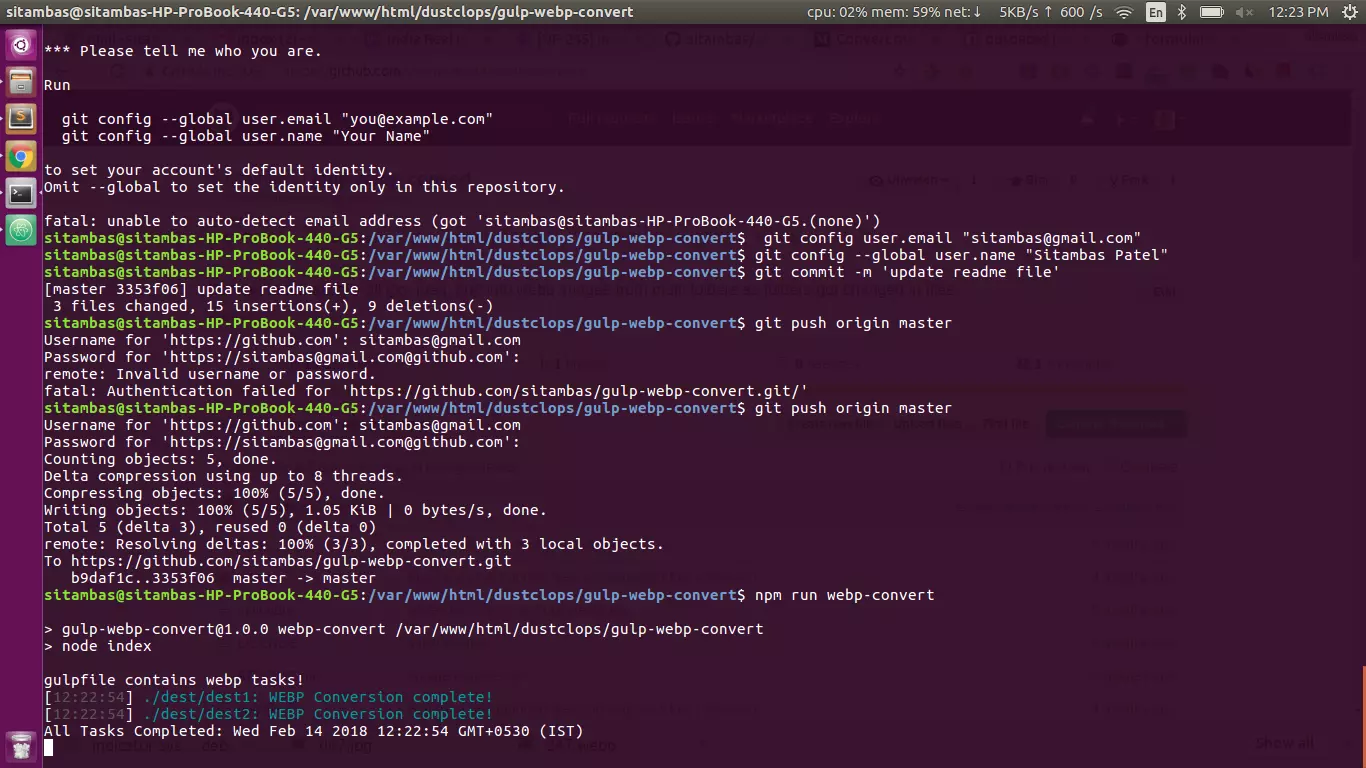 sitambas@sitambas-HP-ProBook-440-G5: /var/www/html/dustclops/gulp-webp-convert
cpu: 02% mem: 59% net:↓ 5KB/s ↑ 600 /s En 12:23 PM
*** Please tell me who you are.
Run
git config --global user.email "you@example.com"
git config --global user.name "Your Name"
to set your account's default identity.
Omit --global to set the identity only in this repository.
fatal: unable to auto-detect email address (got 'sitambas@sitambas-HP-ProBook-440-G5.(none)')
sitambas@sitambas-HP-ProBook-440-G5:/var/www/html/dustclops/gulp-webp-convert$  git config user.email "sitambas@gmail.com"
sitambas@sitambas-HP-ProBook-440-G5:/var/www/html/dustclops/gulp-webp-convert$ git config --global user.name "Sitambas Patel"
sitambas@sitambas-HP-ProBook-440-G5:/var/www/html/dustclops/gulp-webp-convert$ git commit -m 'update readme file'
[master 3353f06] update readme file
3 files changed, 15 insertions(+), 9 deletions(-)
sitambas@sitambas-HP-ProBook-440-G5:/var/www/html/dustclops/gulp-webp-convert$ git push origin master
Username for 'https://github.com': sitambas@gmail.com
Password for 'https://sitambas@gmail.com@github.com':
remote: Invalid username or password.
fatal: Authentication failed for 'https://github.com/sitambas/gulp-webp-convert.git/'
sitambas@sitambas-HP-ProBook-440-G5:/var/www/html/dustclops/gulp-webp-convert$ git push origin master
Username for 'https://github.com': sitambas@gmail.com
Password for 'https://sitambas@gmail.com@github.com':
Counting objects: 5, done.
Delta compression using up to 8 threads.
Compressing objects: 100% (5/5), done.
Writing objects: 100% (5/5), 1.05 KiB | 0 bytes/s, done.
Total 5 (delta 3), reused 0 (delta 0)
remote: Resolving deltas: 100% (3/3), completed with 3 local objects.
To https://github.com/sitambas/gulp-webp-convert.git
b9daf1c..3353f06  master -> master
sitambas@sitambas-HP-ProBook-440-G5:/var/www/html/dustclops/gulp-webp-convert$ npm run webp-convert
> gulp-webp-convert@1.0.0 webp-convert /var/www/html/dustclops/gulp-webp-convert
> node index
gulpfile contains webp tasks!
[12:22:54] ./dest/dest1: WEBP Conversion complete!
[12:22:54] ./dest/dest2: WEBP Conversion complete!
All Tasks Completed: Wed Feb 14 2018 12:22:54 GMT+0530 (IST)
Show all